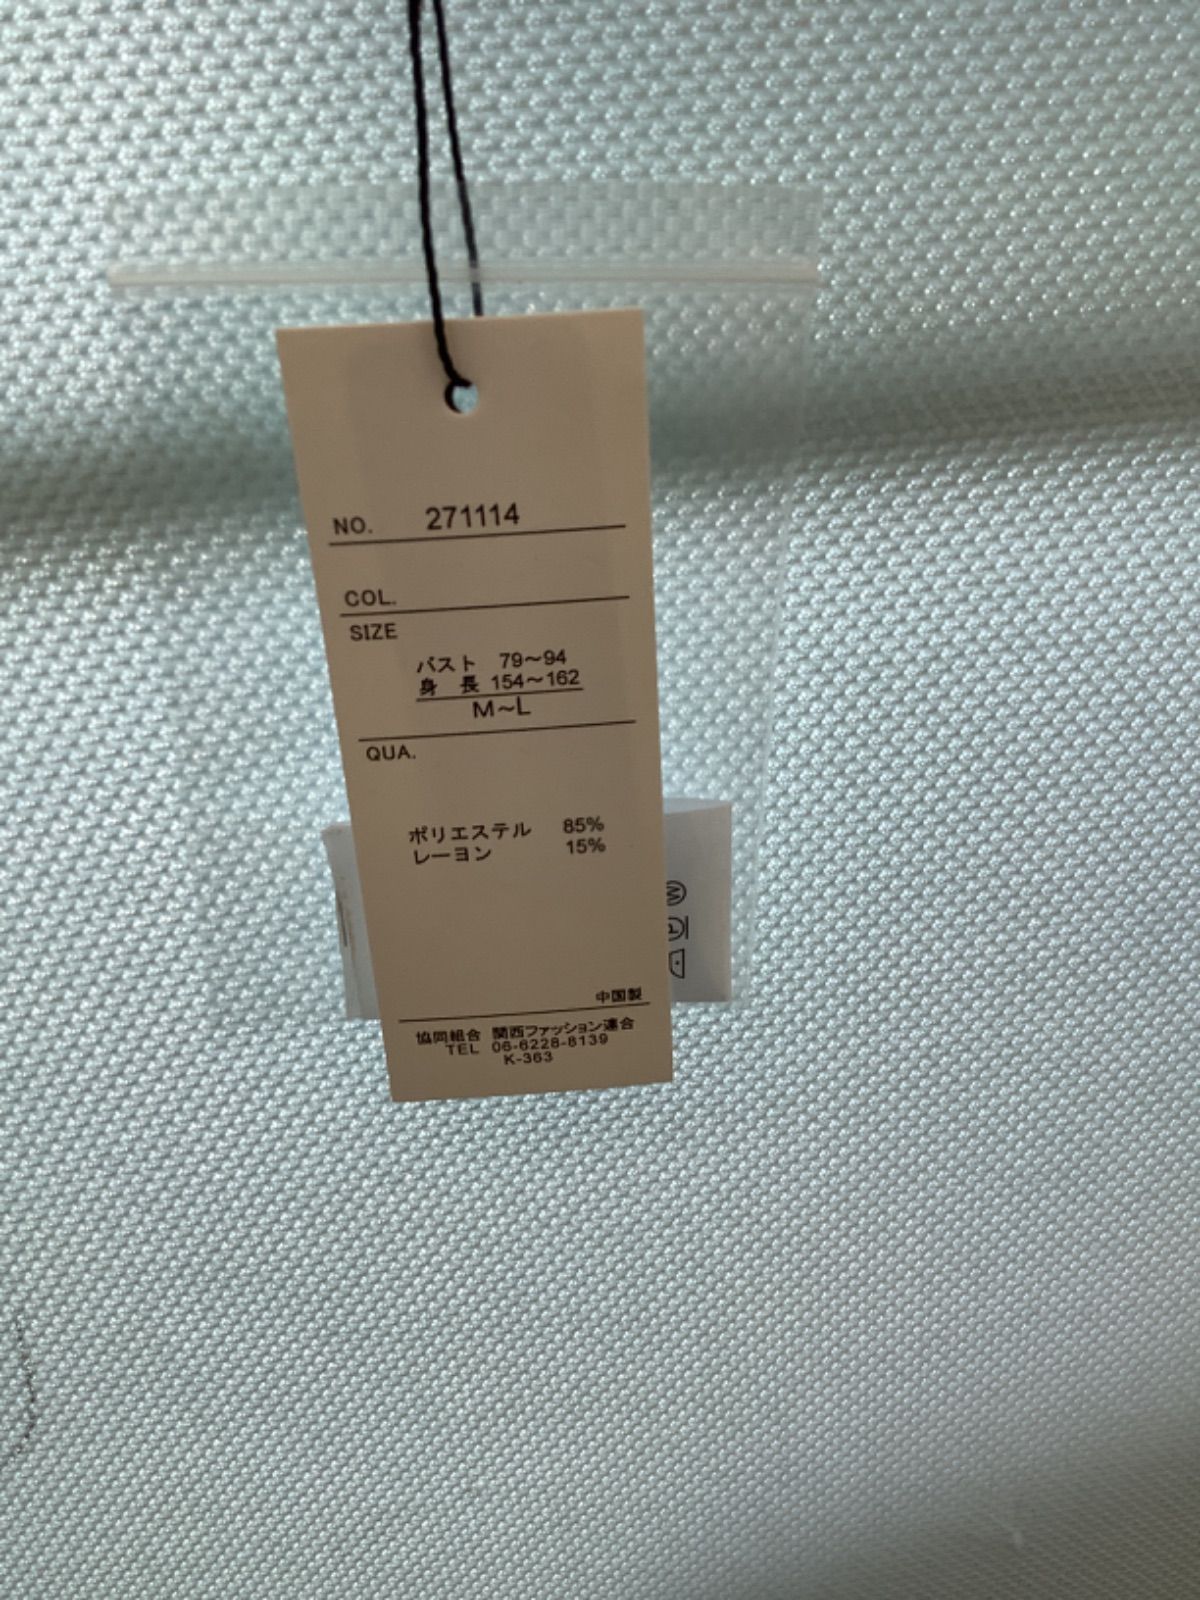 NO. 271114
COL.
SIZE
バスト 79～94
身 長 154～162
M～L
QUA.
ポリエステル 85%
レーヨン 15%
中国製
協同組合 関西ファッション連合
TEL 06-6228-8139
K-363
W